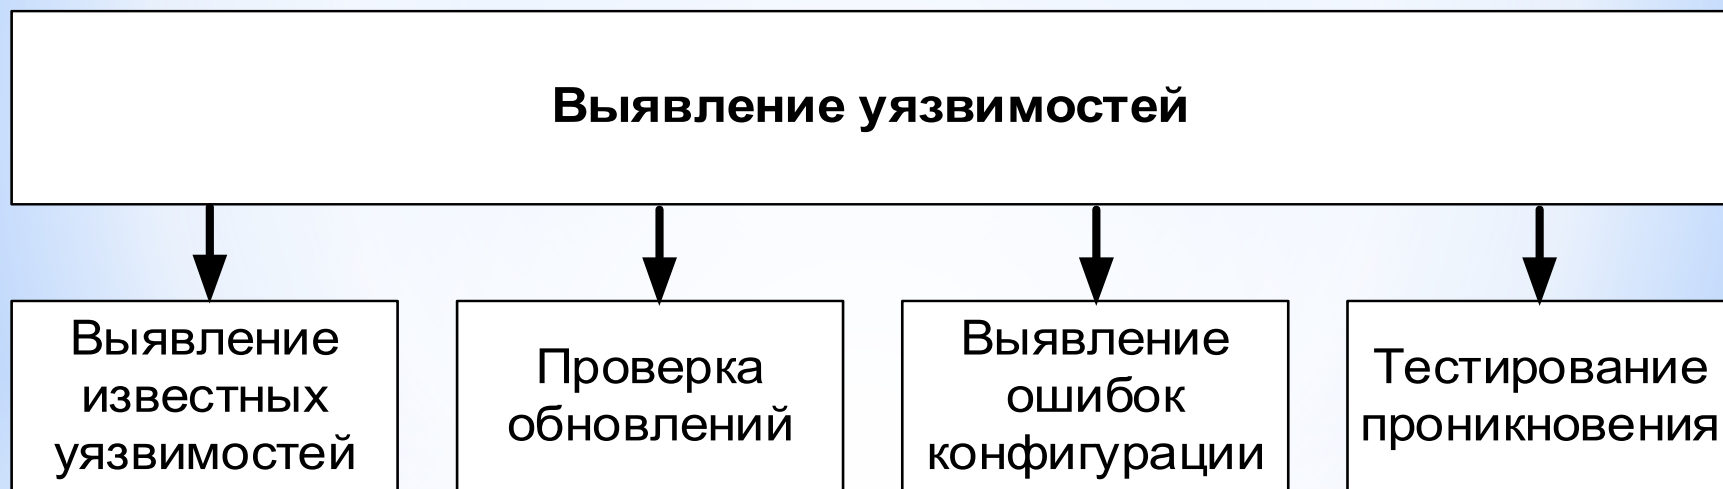 Выявление уязвимостей
Выявление
известных
уязвимостей
Проверка
обновлений
Выявление
ошибок
конфигурации
Тестирование
проникновения